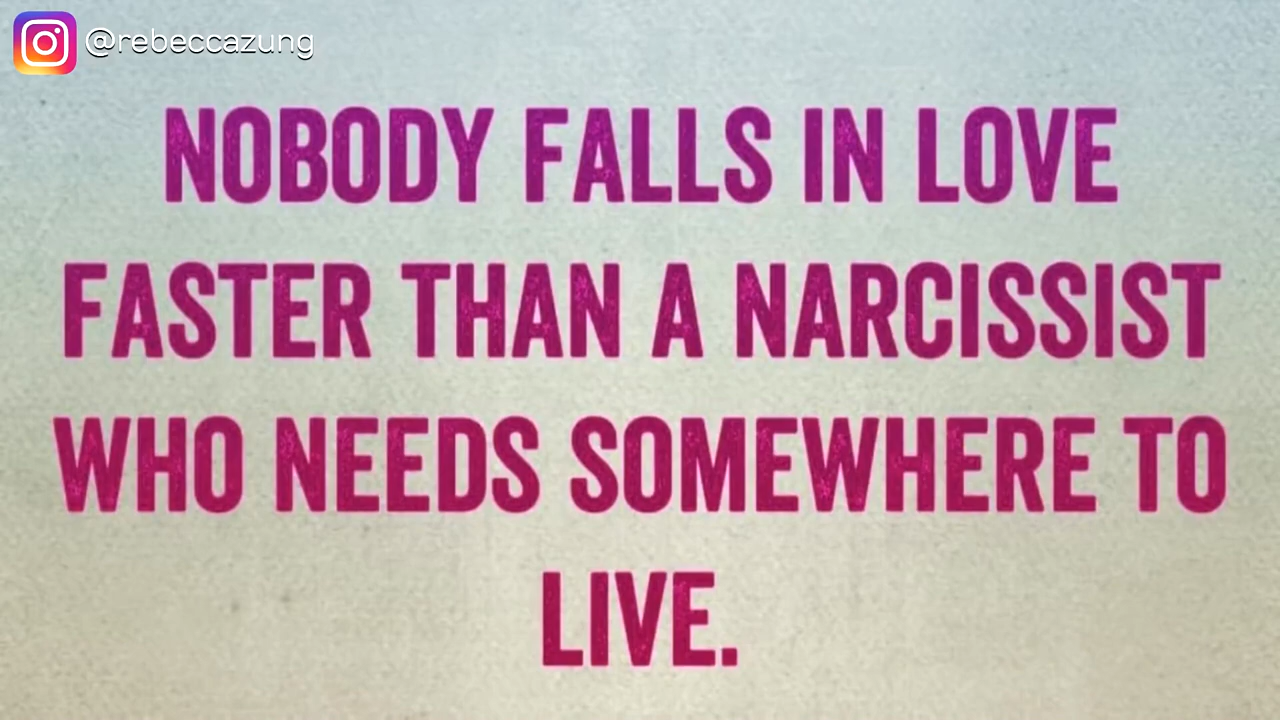 @rebeccazung
NOBODY FALLS IN LOVE
FASTER THAN A NARCISSIST
WHO NEEDS SOMEWHERE TO
LIVE.